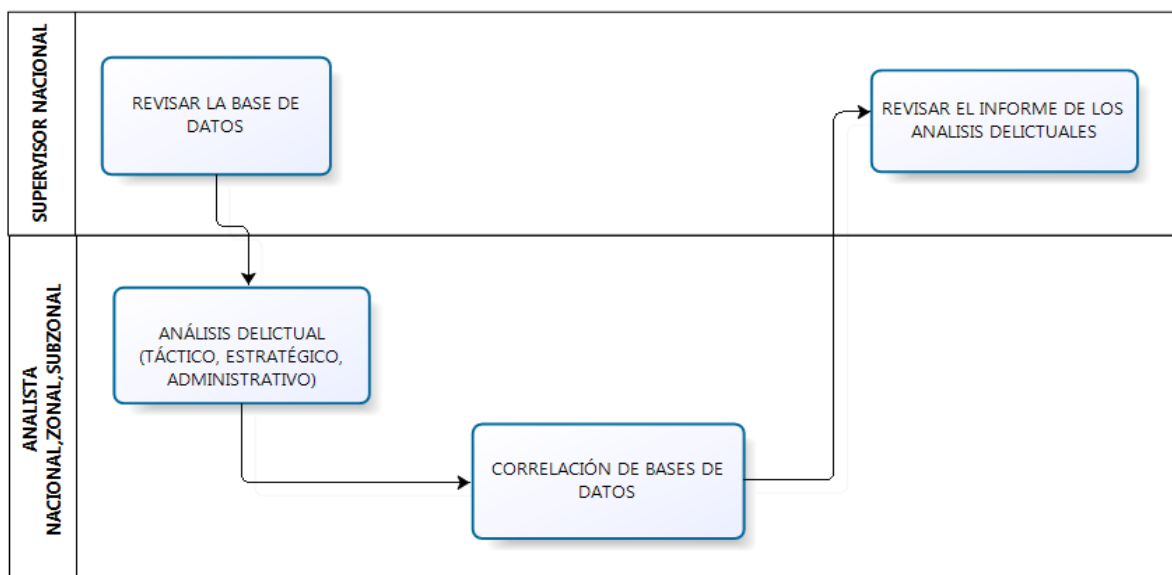 SUPERVISOR NACIONAL
REVISAR LA BASE DE
DATOS
REVISAR EL INFORME DE LOS
ANALISIS DELICTUALES
ANALISTA
NACIONAL,ZONAL,SUBZONAL
ANÁLISIS DELICTUAL
(TÁCTICO, ESTRATÉGICO,
ADMINISTRATIVO)
CORRELACIÓN DE BASES DE
DATOS